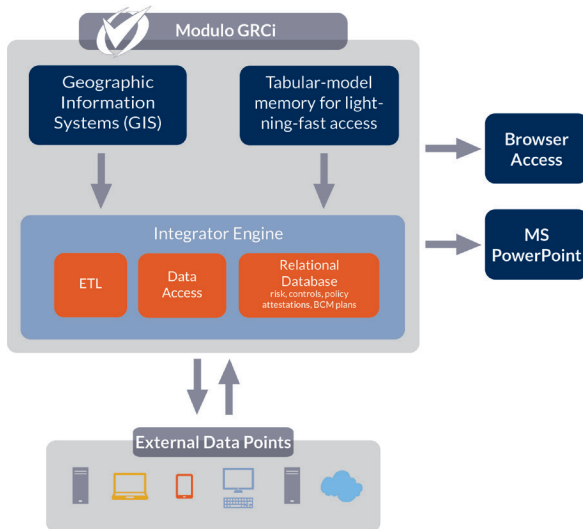 Modulo GRCi
Geographic
Information
Systems (GIS)
Tabular-model
memory for light-
ning-fast access
Browser
Access
MS
PowerPoint
Integrator Engine
ETL
Data
Access
Relational
Database
risk, controls, policy
attestations, BCM plans
External Data Points